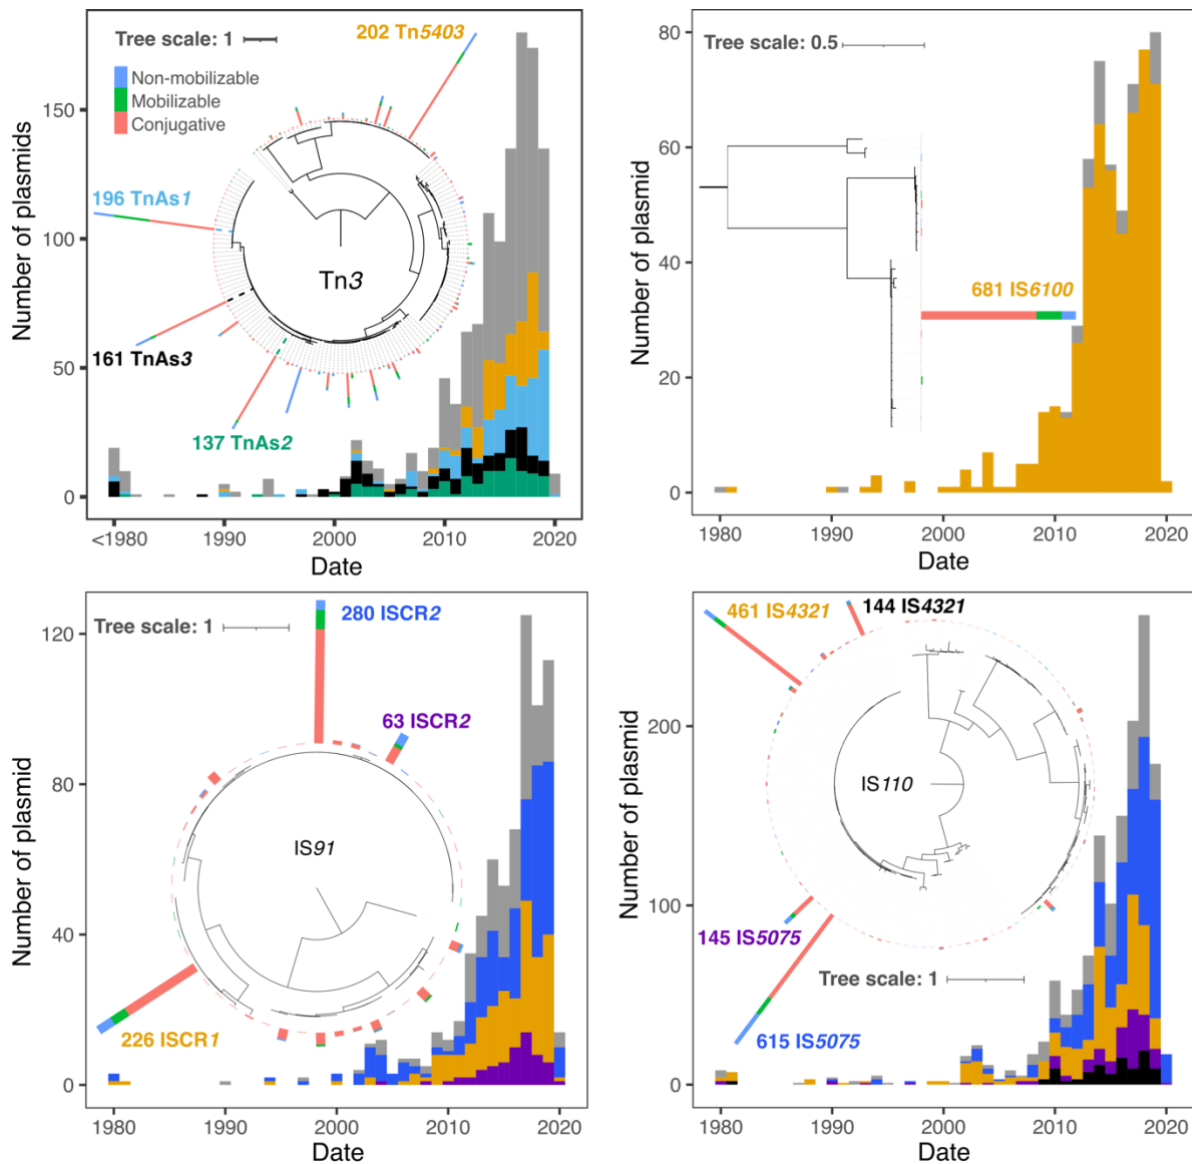 Tree scale: 1
202 Tn5403
Non-mobilizable
Mobilizable
Conjugative
196 TnAs1
Tn3
161 TnAs3
137 TnAs2
Number of plasmids
150
100
50
0
<1980
1990
2000
2010
2020
Date
Tree scale: 0.5
681 IS6100
Number of plasmid
80
60
40
20
0
1980
1990
2000
2010
2020
Date
Tree scale: 1
280 ISCR2
63 ISCR2
IS91
226 ISCR1
Number of plasmid
120
80
40
0
1980
1990
2000
2010
2020
Date
461 IS4321
144 IS4321
IS110
145 IS5075
Tree scale: 1
615 IS5075
Number of plasmid
200
100
0
1980
1990
2000
2010
2020
Date